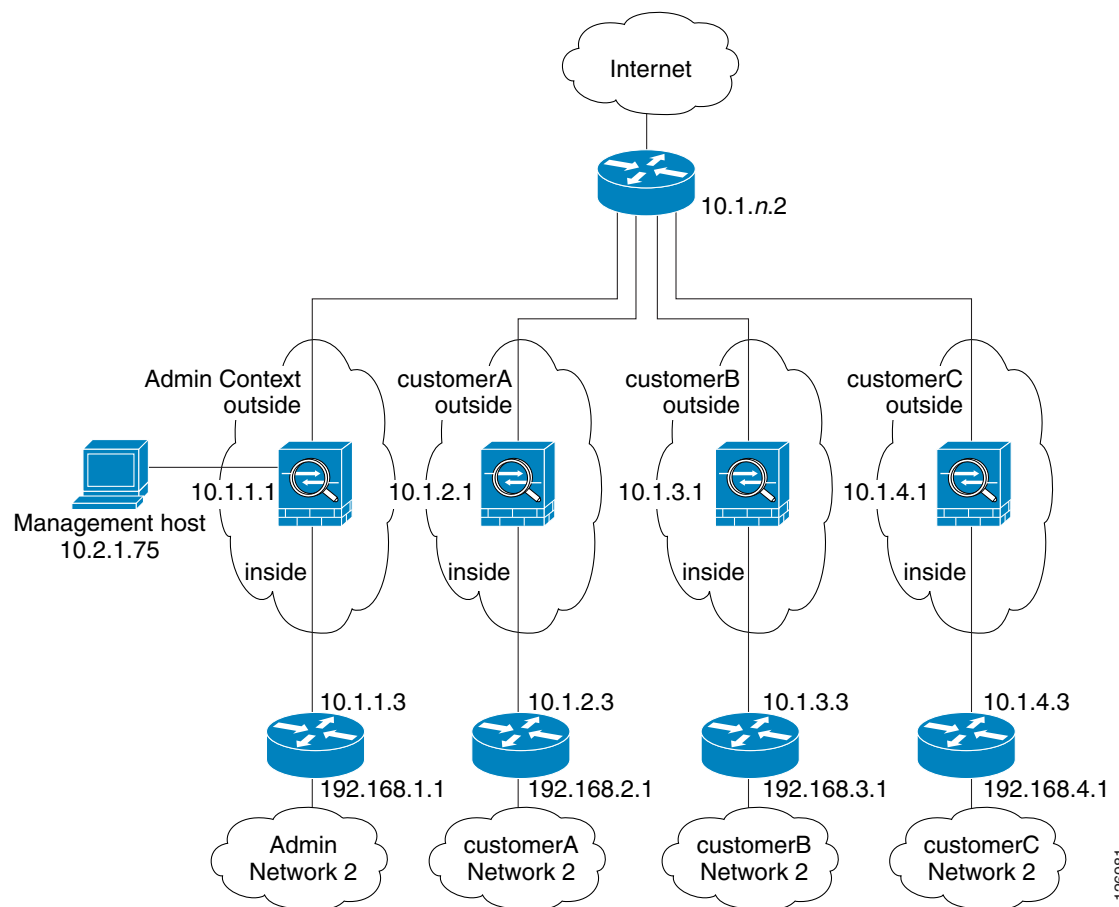 Internet
10.1.n.2
Admin Context
outside
customerA
outside
customerB
outside
customerC
outside
10.1.1.1
10.1.2.1
10.1.3.1
10.1.4.1
Management host
10.2.1.75
inside
inside
inside
inside
10.1.1.3
10.1.2.3
10.1.3.3
10.1.4.3
192.168.1.1
192.168.2.1
192.168.3.1
192.168.4.1
Admin
Network 2
customerA
Network 2
customerB
Network 2
customerC
Network 2